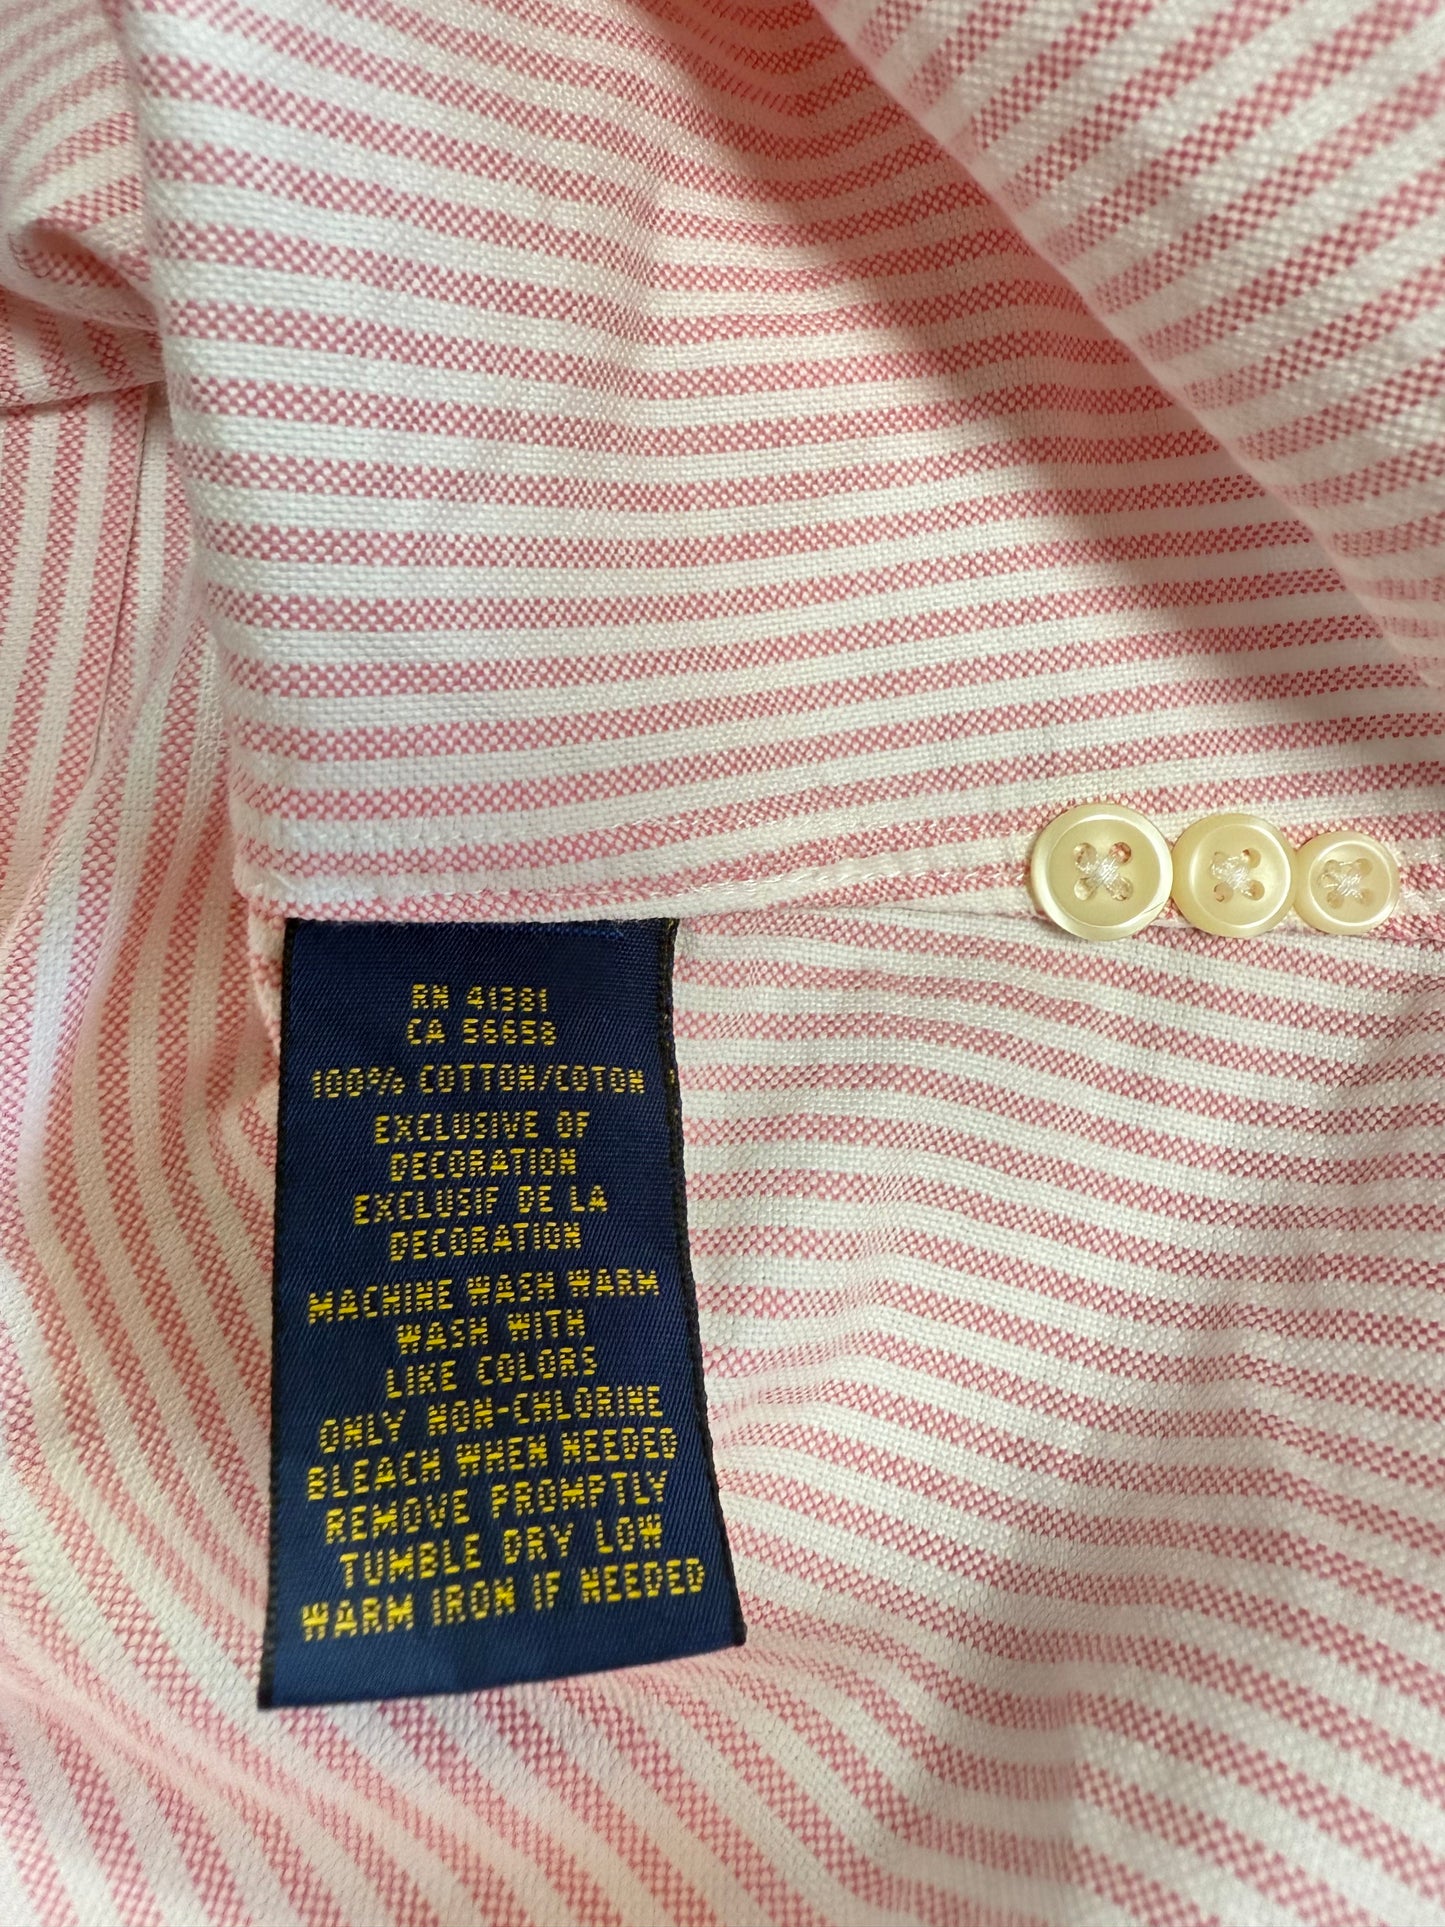 RN 41381
CA 56658
100% COTTON/COTON
EXCLUSIVE OF
DECORATION
EXCLUSIF DE LA
DECORATION
MACHINE WASH WARM
WASH WITH
LIKE COLORS
ONLY NON-CHLORINE
BLEACH WHEN NEEDED
REMOVE PROMPTLY
TUMBLE DRY LOW
WARM IRON IF NEEDED